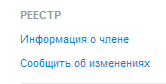 РЕЕСТР
Информация о члене
Сообщить об изменениях